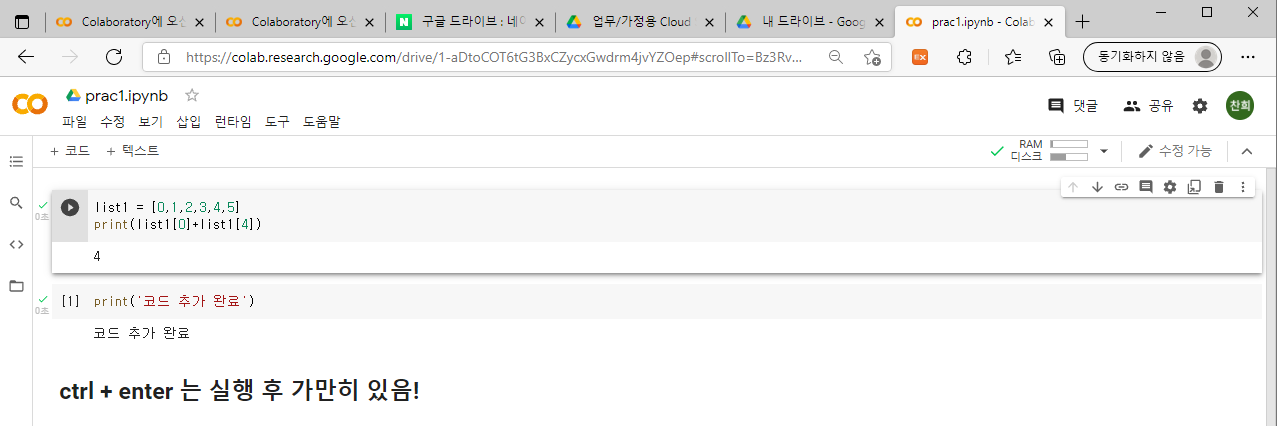 Colaboratory에 오신
Colaboratory에 오신
구글 드라이브 : 네이
업무/가정용 Cloud
내 드라이브 - Goog
prac1.ipynb - Colab
https://colab.research.google.com/drive/1-aDtoCOT6tG3BxCZycxGwdrm4jvYZOep#scrollTo=Bz3Rv...
EX
동기화하지 않음
prac1.ipynb
댓글
공유
찬희
파일 수정 보기 삽입 런타임 도구 도움말
+ 코드 + 텍스트
RAM
디스크
수정 가능
list1 = [0,1,2,3,4,5]
0초
print(list1[0]+list1[4])
4
[1] print('코드 추가 완료')
0초
코드 추가 완료
ctrl + enter 는 실행 후 가만히 있음!